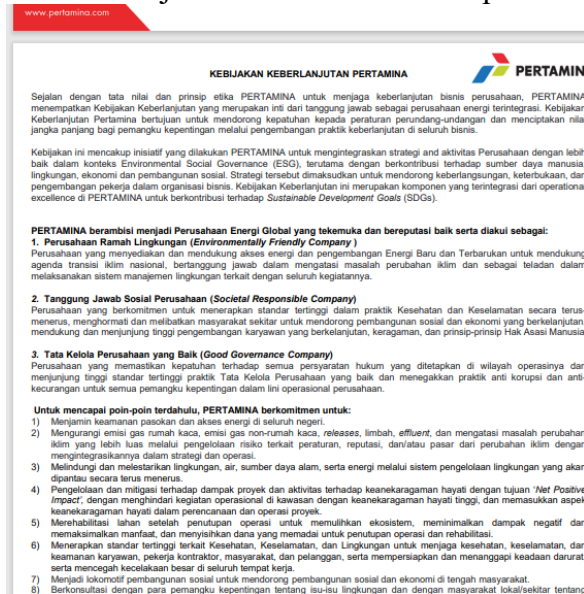 www.pertamina.com
PERTAMIN
KEBIJAKAN KEBERLANJUTAN PERTAMINA
Sejalan dengan tata nilai dan prinsip etika PERTAMINA untuk menjaga keberlanjutan bisnis perusahaan, PERTAMINA
menempatkan Kebijakan Keberlanjutan yang merupakan inti dari tanggung jawab sebagai perusahaan energi terintegrasi. Kebijakan
Keberlanjutan Pertamina bertujuan untuk mendorong kepatuhan kepada peraturan perundang-undangan dan menciptakan nila
jangka panjang bagi pemangku kepentingan melalui pengembangan praktik keberlanjutan di seluruh bisnis.
Kebijakan ini mencakup inisiatif yang dilakukan PERTAMINA untuk mengintegrasikan strategi and aktivitas Perusahaan dengan lebih
baik dalam konteks Environmental Social Governance (ESG), terutama dengan berkontribusi terhadap sumber daya manusia
lingkungan, ekonomi dan pembangunan sosial. Strategi tersebut dimaksudkan untuk mendorong keberlangsungan, keterbukaan, dan
pengembangan pekerja dalam organisasi bisnis. Kebijakan Keberlanjutan ini merupakan komponen yang terintegrasi dari operationa
excellence di PERTAMINA untuk berkontribusi terhadap Sustainable Development Goals (SDGs).
PERTAMINA berambisi menjadi Perusahaan Energi Global yang tekemuka dan bereputasi baik serta diakui sebagai:
1. Perusahaan Ramah Lingkungan (Environmentally Friendly Company )
Perusahaan yang menyediakan dan mendukung akses energi dan pengembangan Energi Baru dan Terbarukan untuk mendukung
agenda transisi iklim nasional, bertanggung jawab dalam mengatasi masalah perubahan iklim dan sebagai teladan dalam
melaksanakan sistem manajemen lingkungan terkait dengan seluruh kegiatannya.
2. Tanggung Jawab Sosial Perusahaan (Societal Responsible Company)
Perusahaan yang berkomitmen untuk menerapkan standar tertinggi dalam praktik Kesehatan dan Keselamatan secara terus-
menerus, menghormati dan melibatkan masyarakat sekitar untuk mendorong pembangunan sosial dan ekonomi yang berkelanjutan,
mendukung dan menjunjung tinggi pengembangan karyawan yang berkelanjutan, keragaman, dan prinsip-prinsip Hak Asasi Manusia
3. Tata Kelola Perusahaan yang Baik (Good Governance Company)
Perusahaan yang memastikan kepatuhan terhadap semua persyaratan hukum yang ditetapkan di wilayah operasinya dan
menjunjung tinggi standar tertinggi praktik Tata Kelola Perusahaan yang baik dan menegakkan praktik anti korupsi dan anti-
kecurangan untuk semua pemangku kepentingan dalam lini operasional perusahaan.
Untuk mencapai poin-poin terdahulu, PERTAMINA berkomitmen untuk:
1) Menjamin keamanan pasokan dan akses energi di seluruh negeri.
2) Mengurangi emisi gas rumah kaca, emisi gas non-rumah kaca, releases, limbah, effluent, dan mengatasi masalah perubahan
iklim yang lebih luas melalui pengelolaan risiko terkait peraturan, reputasi, dan/atau pasar dari perubahan iklim dengan
mengintegrasikannya dalam strategi dan operasi.
3) Melindungi dan melestarikan lingkungan, air, sumber daya alam, serta energi melalui sistem pengelolaan lingkungan yang akan
dipantau secara terus menerus.
4) Pengelolaan dan mitigasi terhadap dampak proyek dan aktivitas terhadap keanekaragaman hayati dengan tujuan 'Net Positive
Impact', dengan menghindari kegiatan operasional di kawasan dengan keanekaragaman hayati tinggi, dan memasukkan aspek
keanekaragaman hayati dalam perencanaan dan operasi proyek.
5) Merehabilitasi lahan setelah penutupan operasi untuk memulihkan ekosistem, meminimalkan dampak negatif dan
memaksimalkan manfaat, dan menyisihkan dana yang memadai untuk penutupan operasi dan rehabilitasi.
6) Menerapkan standar tertinggi terkait Kesehatan, Keselamatan, dan Lingkungan untuk menjaga kesehatan, keselamatan, dan
keamanan karyawan, pekerja kontraktor, masyarakat, dan pelanggan, serta mempersiapkan dan menanggapi keadaan darurat
serta mencegah kecelakaan besar di seluruh tempat kerja.
7) Menjadi lokomotif pembangunan sosial untuk mendorong pembangunan sosial dan ekonomi di tengah masyarakat.
8) Berkonsultasi dengan para pemangku kepentingan tentang isu-isu lingkungan dan dengan masyarakat lokal/sekitar tentang